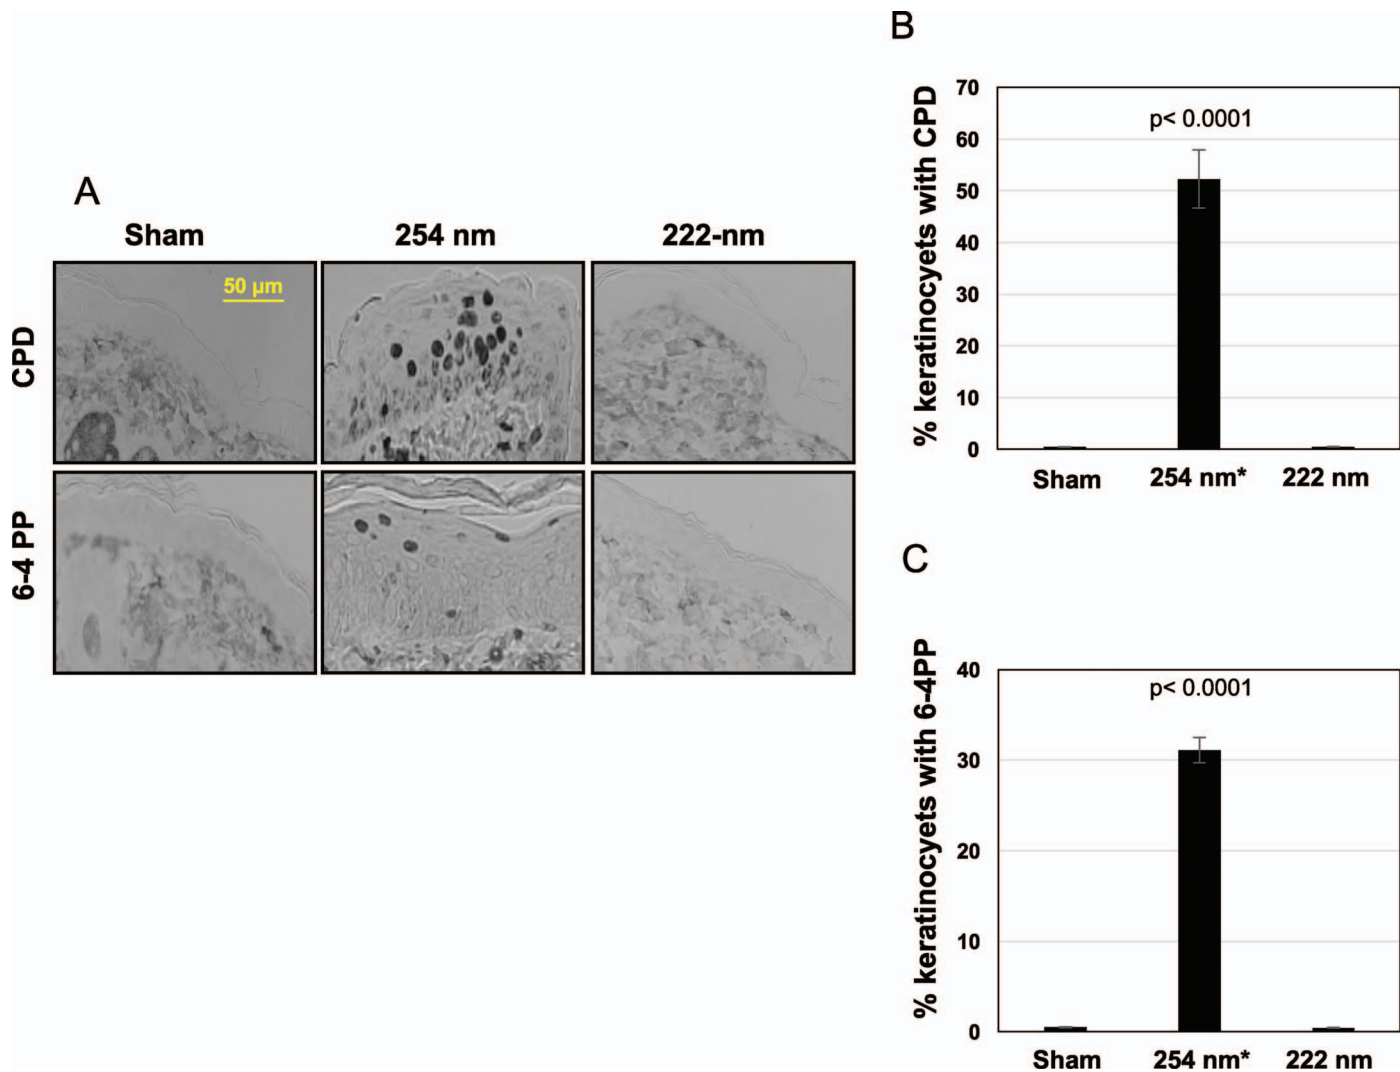 A
Sham
254 nm
222-nm
50 µm
CPD
6-4 PP
B
% keratinocyets with CPD
70
60
50
40
30
20
10
0
p< 0.0001
Sham
254 nm*
222 nm
C
% keratinocyets with 6-4PP
40
30
20
10
0
p< 0.0001
Sham
254 nm*
222 nm